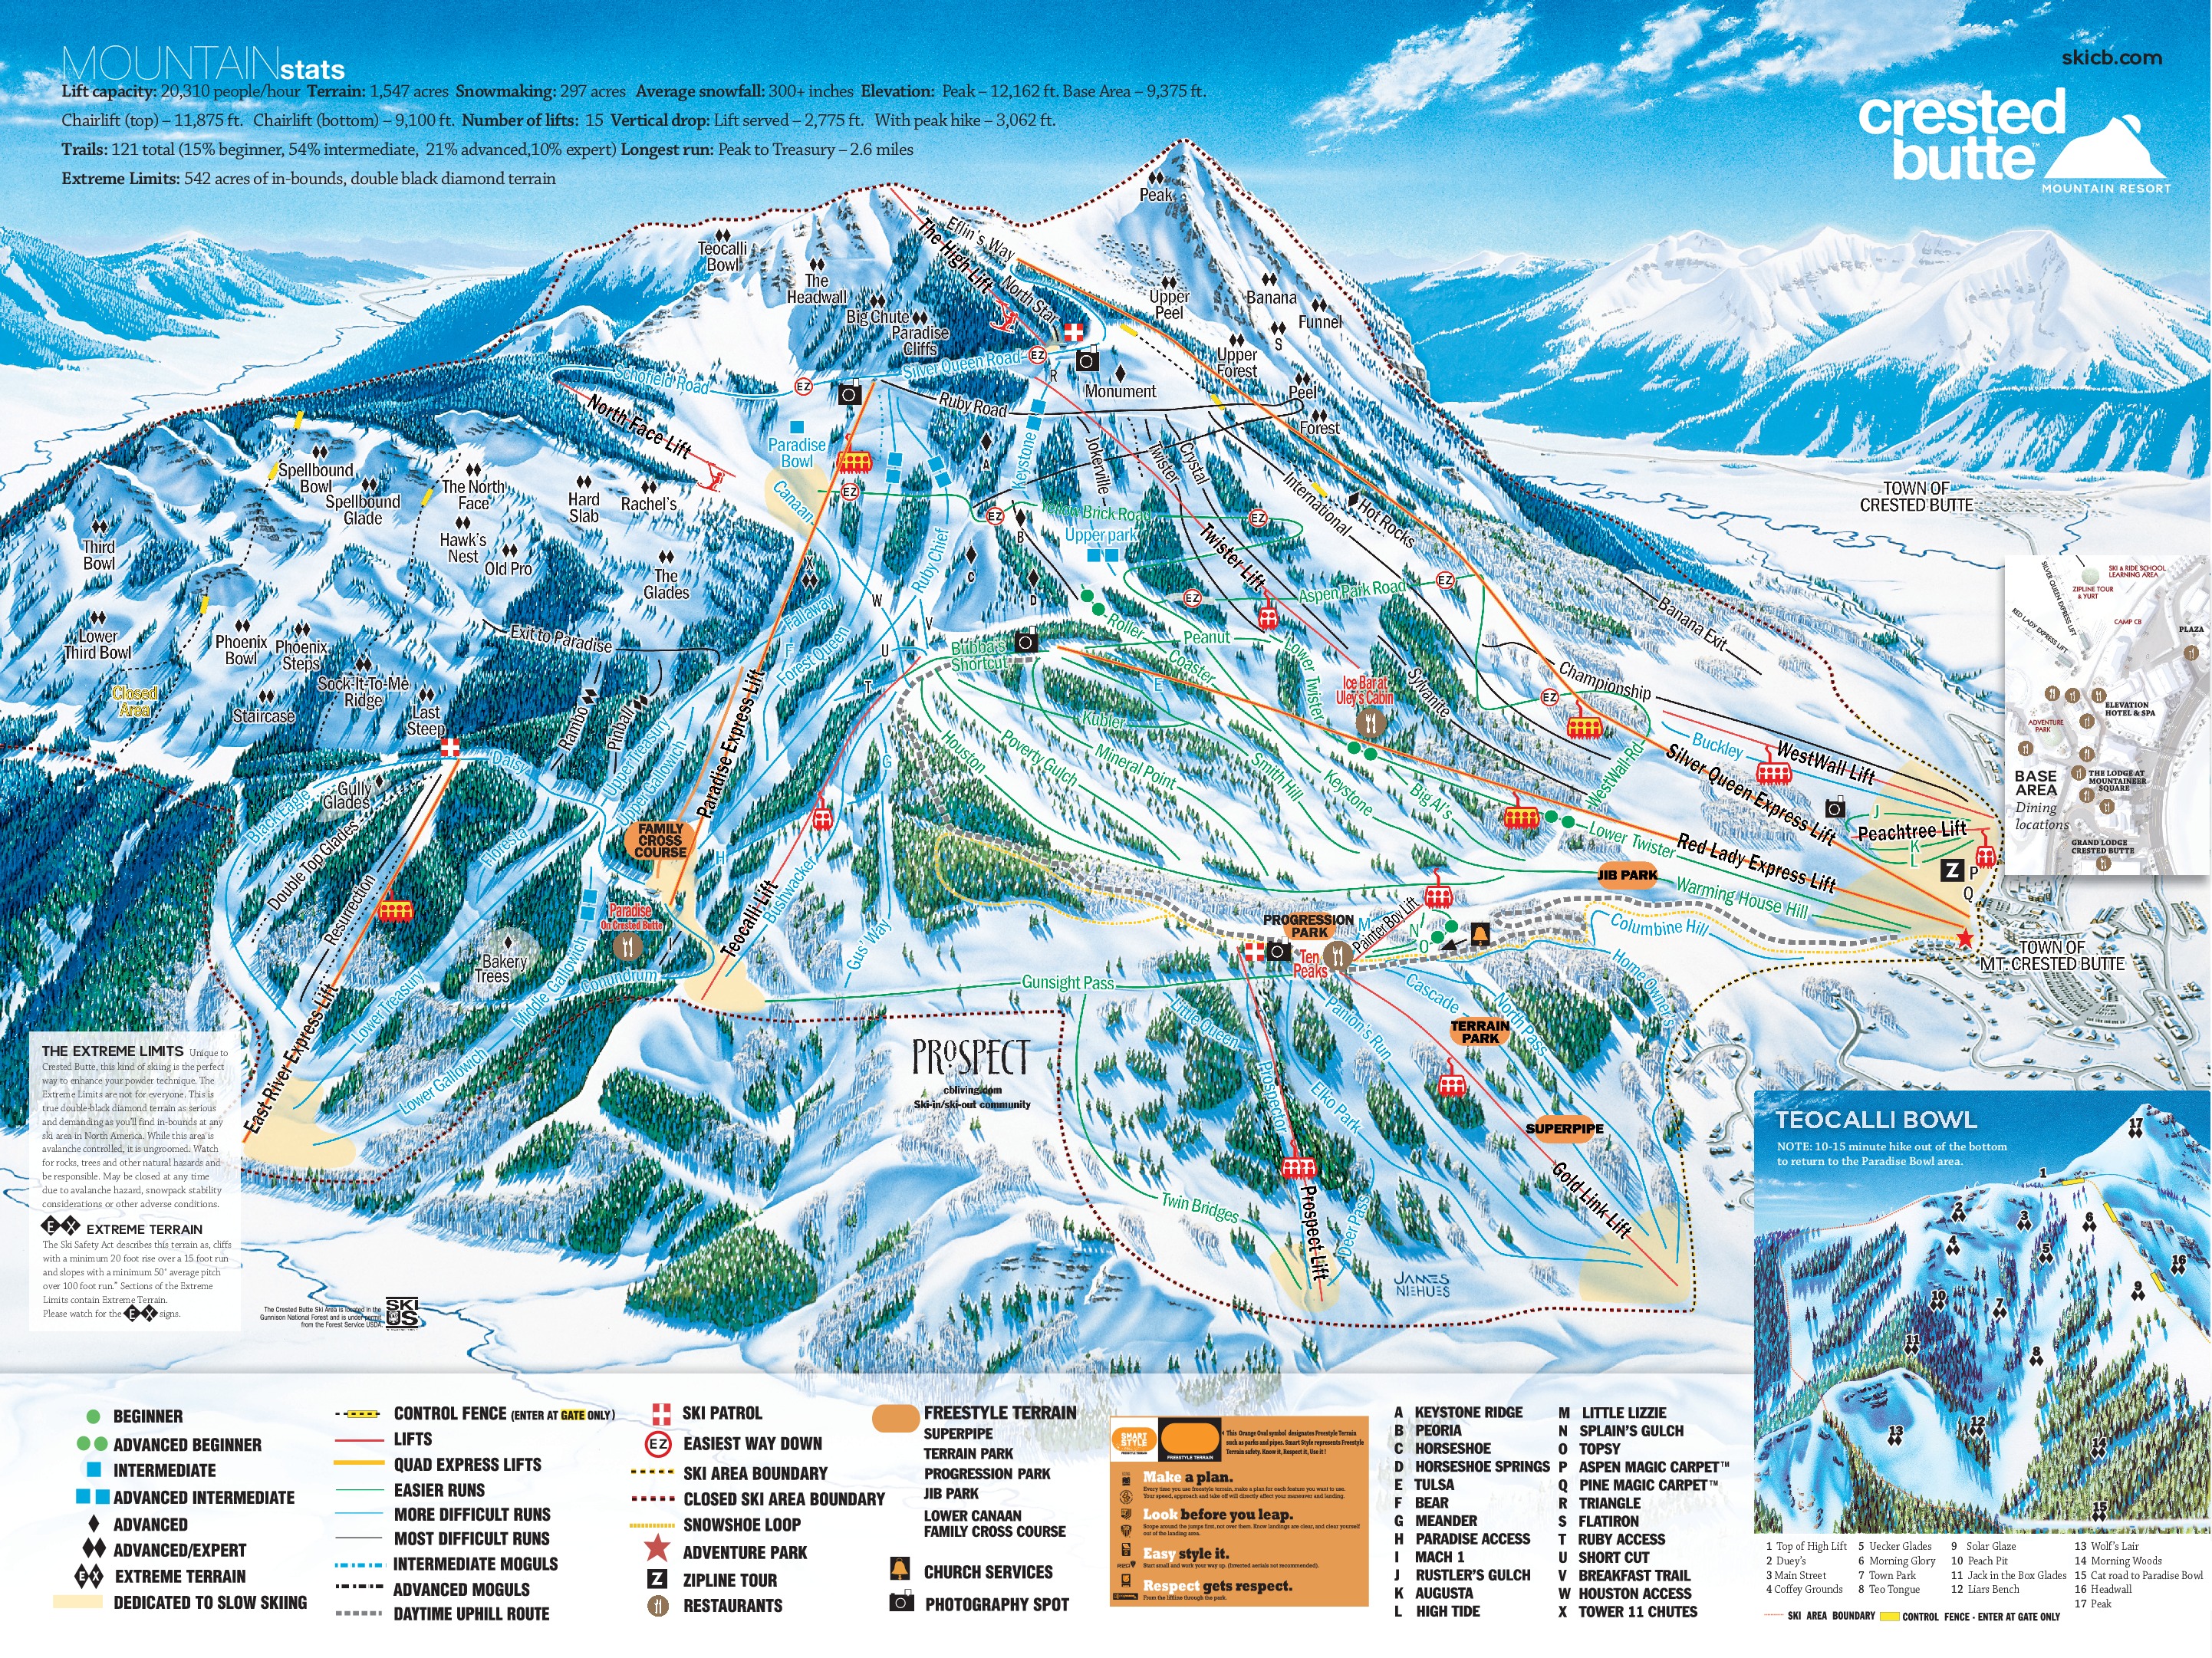 MOUNTAINstats
Lift capacity: 20,310 people/hour Terrain: 1,547 acres Snowmaking: 297 acres Average snowfall: 300+ inches Elevation: Peak – 12,162 ft. Base Area – 9,375 ft.
Chairlift (top) – 11,875 ft. Chairlift (bottom) – 9,100 ft. Number of lifts: 15 Vertical drop: Lift served – 2,775 ft. With peak hike – 3,062 ft.
Trails: 121 total (15% beginner, 54% intermediate, 21% advanced,10% expert) Longest run: Peak to Treasury – 2.6 miles
Extreme Limits: 542 acres of in-bounds, double black diamond terrain
skicb.com
crested
butte™
MOUNTAIN RESORT
Peak
Teocalli
Bowl
The
Headwall
Big Chute
Paradise
Cliffs
Eflin's Way
The High Lift
North Star
Upper
Peel
Banana
Funnel
S
Upper
Forest
Peel
Forest
R
Monument
Silver Queen Road
EZ
EZ
Schofield Road
North Face Lift
Ruby Road
Paradise
Bowl
Canaan
EZ
A
Keystone
Jokerville
Twister
Crystal
International
Hot Rocks
Yellow Brick Road
EZ
EZ
Upper park
B
C
D
Ruby Chief
Twister Lift
Aspen Park Road
EZ
EZ
Spellbound
Bowl
Spellbound
Glade
The North
Face
Hawk's
Nest
Old Pro
Hard
Slab
Rachel's
The
Glades
Third
Bowl
Lower
Third Bowl
Phoenix
Bowl
Phoenix
Steps
Sock-It-To-Me
Ridge
Staircase
Last
Steep
Closed
Area
Exit to Paradise
Rambo
Pinball
X
Fallaway
F
Forest Queen
W
V
U
T
Bubba's
Shortcut
Roller
Coaster
Peanut
E
Lower Twister
Ice Bar at
Uley's Cabin
Sylvanite
Banana Exit
Championship
EZ
WestWall Rd
Buckley
WestWall Lift
Silver Queen Express Lift
Red Lady Express Lift
Peachtree Lift
J
K
L
Z
P
Q
TOWN OF
CRESTED BUTTE
TOWN OF
MT. CRESTED BUTTE
SKI & RIDE SCHOOL
LEARNING AREA
ZIPLINE TOUR
& YURT
SILVER QUEEN EXPRESS LIFT
RED LADY EXPRESS LIFT
CAMP CB
PLAZA
ELEVATION
HOTEL & SPA
ADVENTURE
PARK
BASE
AREA
Dining
locations
THE LODGE AT
MOUNTAINEER
SQUARE
GRAND LODGE
CRESTED BUTTE
Daisy
Upper Treasury
Upper Gallowich
Paradise Express Lift
G
Houston
Poverty Gulch
Kubler
Mineral Point
Smith Hill
Keystone
Big Al's
Lower Twister
Warming House Hill
JIB PARK
Black Eagle
Gully
Glades
Double Top Glades
Resurrection
Floresta
FAMILY
CROSS
COURSE
H
Paradise
On Crested Butte
I
Teocalli Lift
Bushwacker
Gus' Way
Bakery
Trees
Middle Gallowich
Conundrum
Lower Treasury
Lower Gallowich
East River Express Lift
Gunsight Pass
PROGRESSION
PARK
M
Painter Boy Lift
N
O
Ten
Peaks
Columbine Hill
Homeowner's
Cascade
North Pass
TERRAIN
PARK
Little Queen
Panion's Run
Prospector
Elko Park
SUPERPIPE
Gold Link Lift
Twin Bridges
Prospect Lift
Deer Pass
JAMES
NIEHUES
PROSPECT
cbliving.com
Ski-in/ski-out community
THE EXTREME LIMITS Unique to
Crested Butte, this kind of skiing is the perfect
way to enhance your powder technique. The
Extreme Limits are not for everyone. This is
true double-black diamond terrain as serious
and demanding as you'll find in-bounds at any
ski area in North America. While this area is
avalanche controlled, it is ungroomed. Watch
for rocks, trees and other natural hazards and
be responsible. May be closed at any time
due to avalanche hazard, snowpack stability
considerations or other adverse conditions.
EX EXTREME TERRAIN
The Ski Safety Act describes this terrain as, cliffs
with a minimum 20 foot rise over a 15 foot run
and slopes with a minimum 50° average pitch
over 100 foot run." Sections of the Extreme
Limits contain Extreme Terrain.
Please watch for the EX signs.
The Crested Butte Ski Area is located in the
Gunnison National Forest and is under permit
from the Forest Service USDA.
SKI
US
TEOCALLI BOWL
NOTE: 10-15 minute hike out of the bottom
to return to the Paradise Bowl area.
17
1
2
3
6
4
5
16
9
10
7
11
8
13
12
14
15
1 Top of High Lift
2 Duey's
3 Main Street
4 Coffey Grounds
5 Uecker Glades
6 Morning Glory
7 Town Park
8 Teo Tongue
9 Solar Glaze
10 Peach Pit
11 Jack in the Box Glades
12 Liars Bench
13 Wolf's Lair
14 Morning Woods
15 Cat road to Paradise Bowl
16 Headwall
17 Peak
SKI AREA BOUNDARY
CONTROL FENCE - ENTER AT GATE ONLY
BEGINNER
ADVANCED BEGINNER
INTERMEDIATE
ADVANCED INTERMEDIATE
ADVANCED
ADVANCED/EXPERT
EX EXTREME TERRAIN
DEDICATED TO SLOW SKIING
CONTROL FENCE (ENTER AT GATE ONLY)
LIFTS
QUAD EXPRESS LIFTS
EASIER RUNS
MORE DIFFICULT RUNS
MOST DIFFICULT RUNS
INTERMEDIATE MOGULS
ADVANCED MOGULS
DAYTIME UPHILL ROUTE
SKI PATROL
EZ EASIEST WAY DOWN
SKI AREA BOUNDARY
CLOSED SKI AREA BOUNDARY
SNOWSHOE LOOP
ADVENTURE PARK
Z ZIPLINE TOUR
RESTAURANTS
FREESTYLE TERRAIN
SUPERPIPE
TERRAIN PARK
PROGRESSION PARK
JIB PARK
LOWER CANAAN
FAMILY CROSS COURSE
CHURCH SERVICES
PHOTOGRAPHY SPOT
SMART
STYLE
FREESTYLE TERRAIN
This Orange Oval symbol designates Freestyle Terrain
such as parks and pipes. Smart Style represents Freestyle
Terrain safety. Know it, Respect it, Use it!
Make a plan.
Every time you use freestyle terrain, make a plan for each feature you want to use.
Your speed, approach and take off will directly affect your maneuver and landing.
Look before you leap.
Scope around the jumps first, not over them. Know landings are clear, and clear yourself
out of the landing area.
Easy style it.
Start small and work your way up. (Inverted aerials not recommended).
Respect gets respect.
From the liftline through the park.
A KEYSTONE RIDGE
B PEORIA
C HORSESHOE
D HORSESHOE SPRINGS
E TULSA
F BEAR
G MEANDER
H PARADISE ACCESS
I MACH 1
J RUSTLER'S GULCH
K AUGUSTA
L HIGH TIDE
M LITTLE LIZZIE
N SPLAIN'S GULCH
O TOPSY
P ASPEN MAGIC CARPET™
Q PINE MAGIC CARPET™
R TRIANGLE
S FLATIRON
T RUBY ACCESS
U SHORT CUT
V BREAKFAST TRAIL
W HOUSTON ACCESS
X TOWER 11 CHUTES